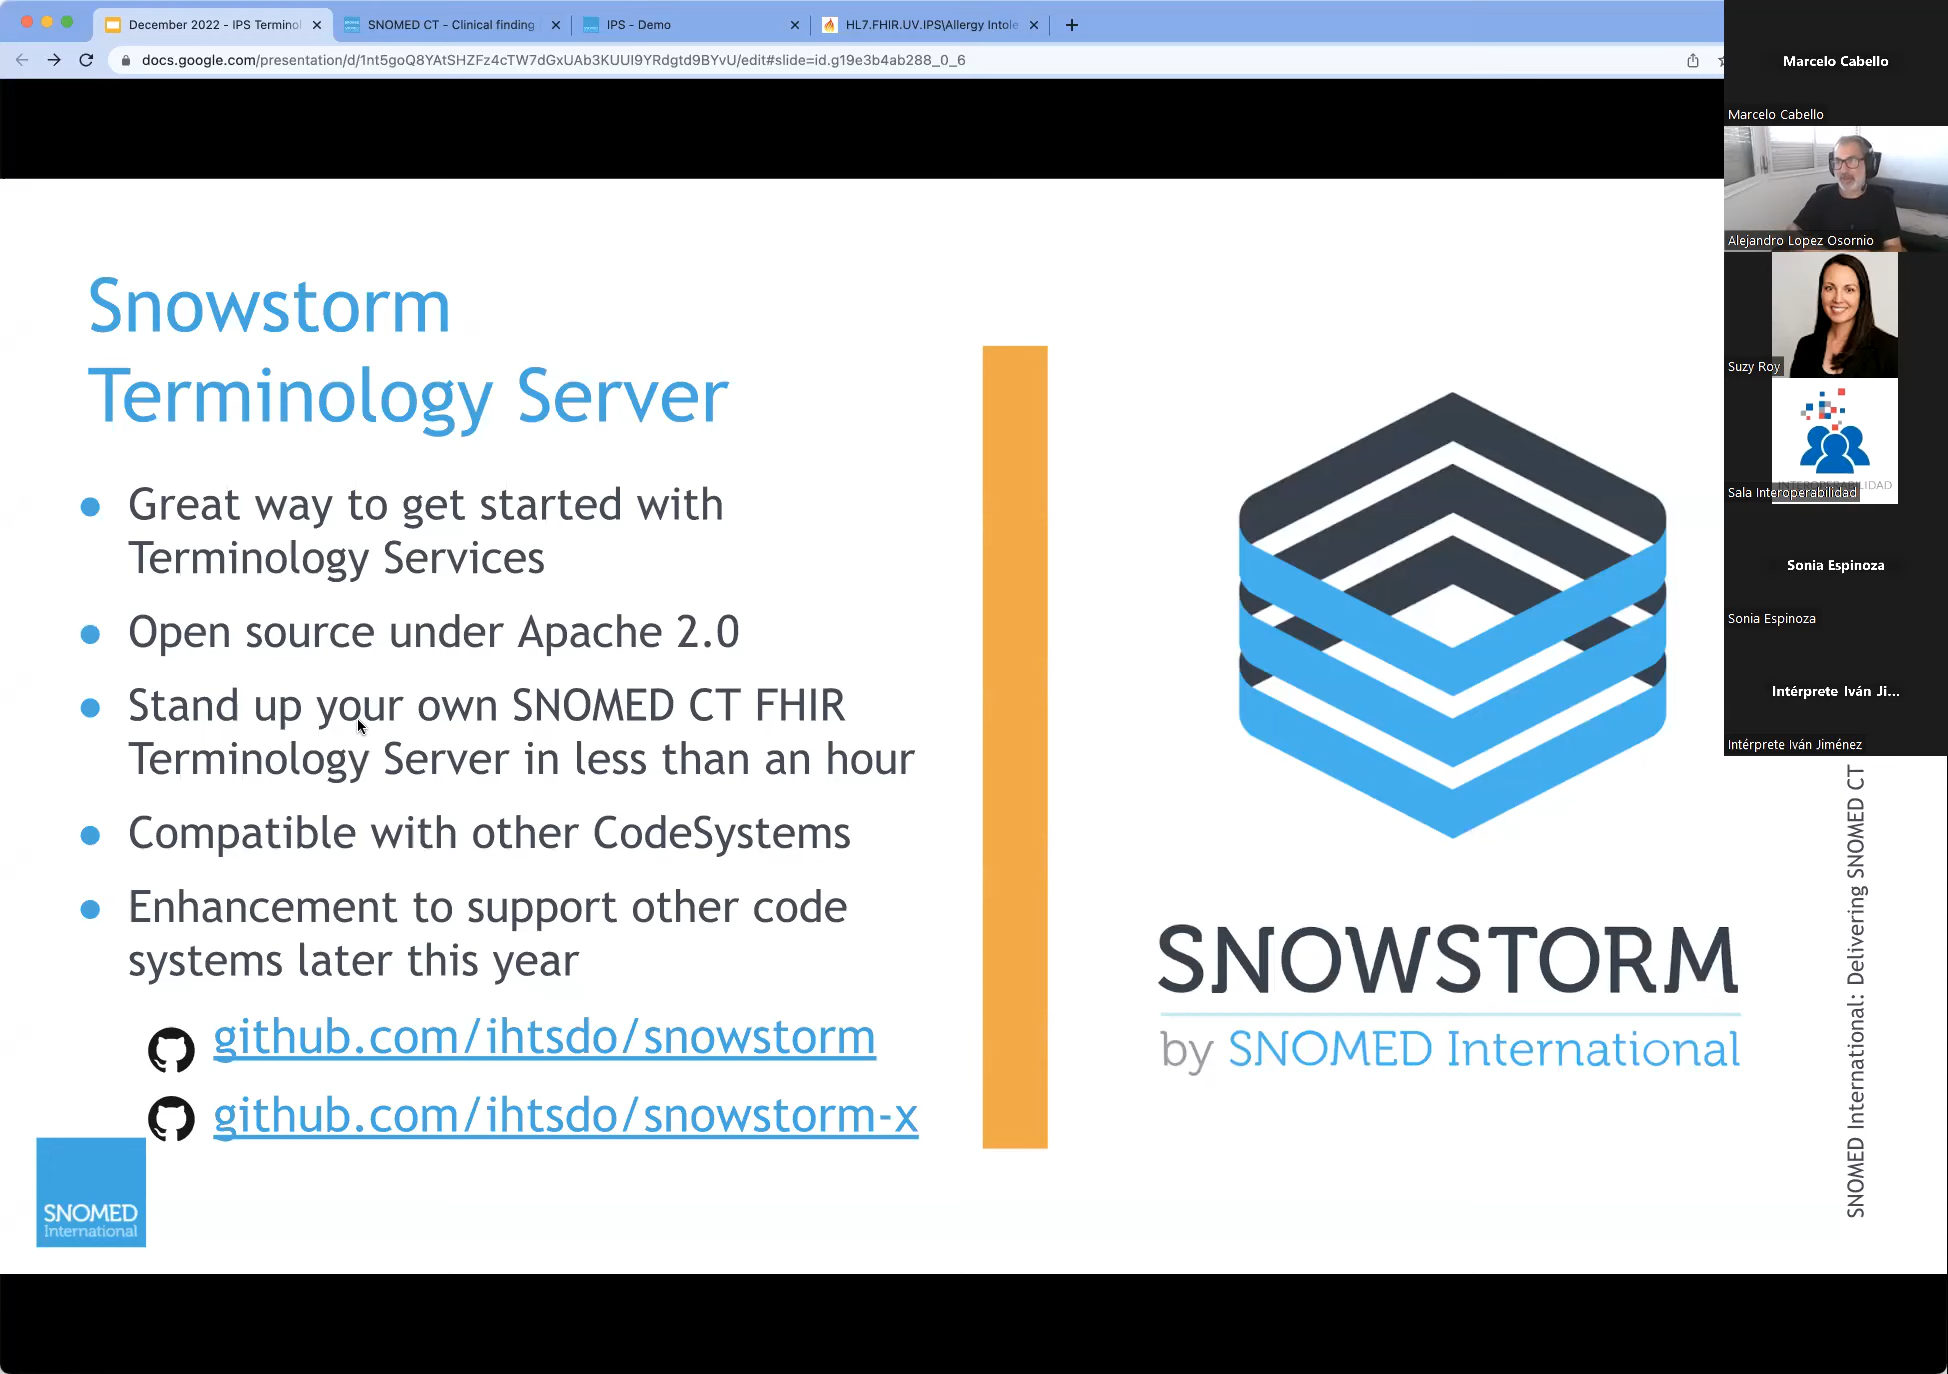 December 2022 - IPS Terminol
SNOMED CT - Clinical finding
IPS - Demo
HL7.FHIR.UV.IPS\Allergy Intole
docs.google.com/presentation/d/1nt5goQ8YAtSHZFz4cTW7dGxUAb3KUUI9YRdgtd9BYvU/edit#slide=id.g19e3b4ab288_0_6
Snowstorm
Terminology Server
Great way to get started with
Terminology Services
Open source under Apache 2.0
Stand up your own SNOMED CT FHIR
Terminology Server in less than an hour
Compatible with other CodeSystems
Enhancement to support other code
systems later this year
github.com/ihtsdo/snowstorm
github.com/ihtsdo/snowstorm-x
SNOMED
International
SNOWSTORM
by SNOMED International
SNOMED International: Delivering SNOMED CT
Marcelo Cabello
Marcelo Cabello
Alejandro Lopez Osornio
Suzy Roy
INTEROPERABILIDAD
Sala Interoperabilidad
Sonia Espinoza
Sonia Espinoza
Intérprete Iván Ji...
Intérprete Iván Jiménez